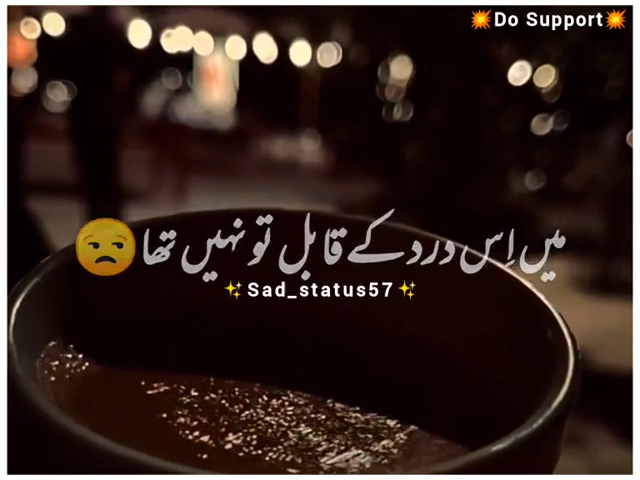 💥Do Support💥
میں اِس درد کے قابل تو نہیں تھا😒
✨Sad_status57✨